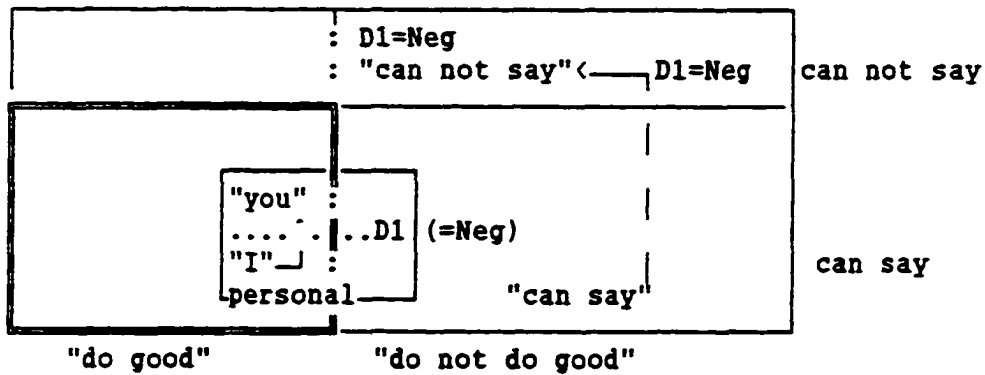 : D1=Neg
: "can not say"<────┐D1=Neg can not say
"you" :
....^.|..D1 (=Neg)
"I"─┘ : can say
personal "can say"
"do good" "do not do good"